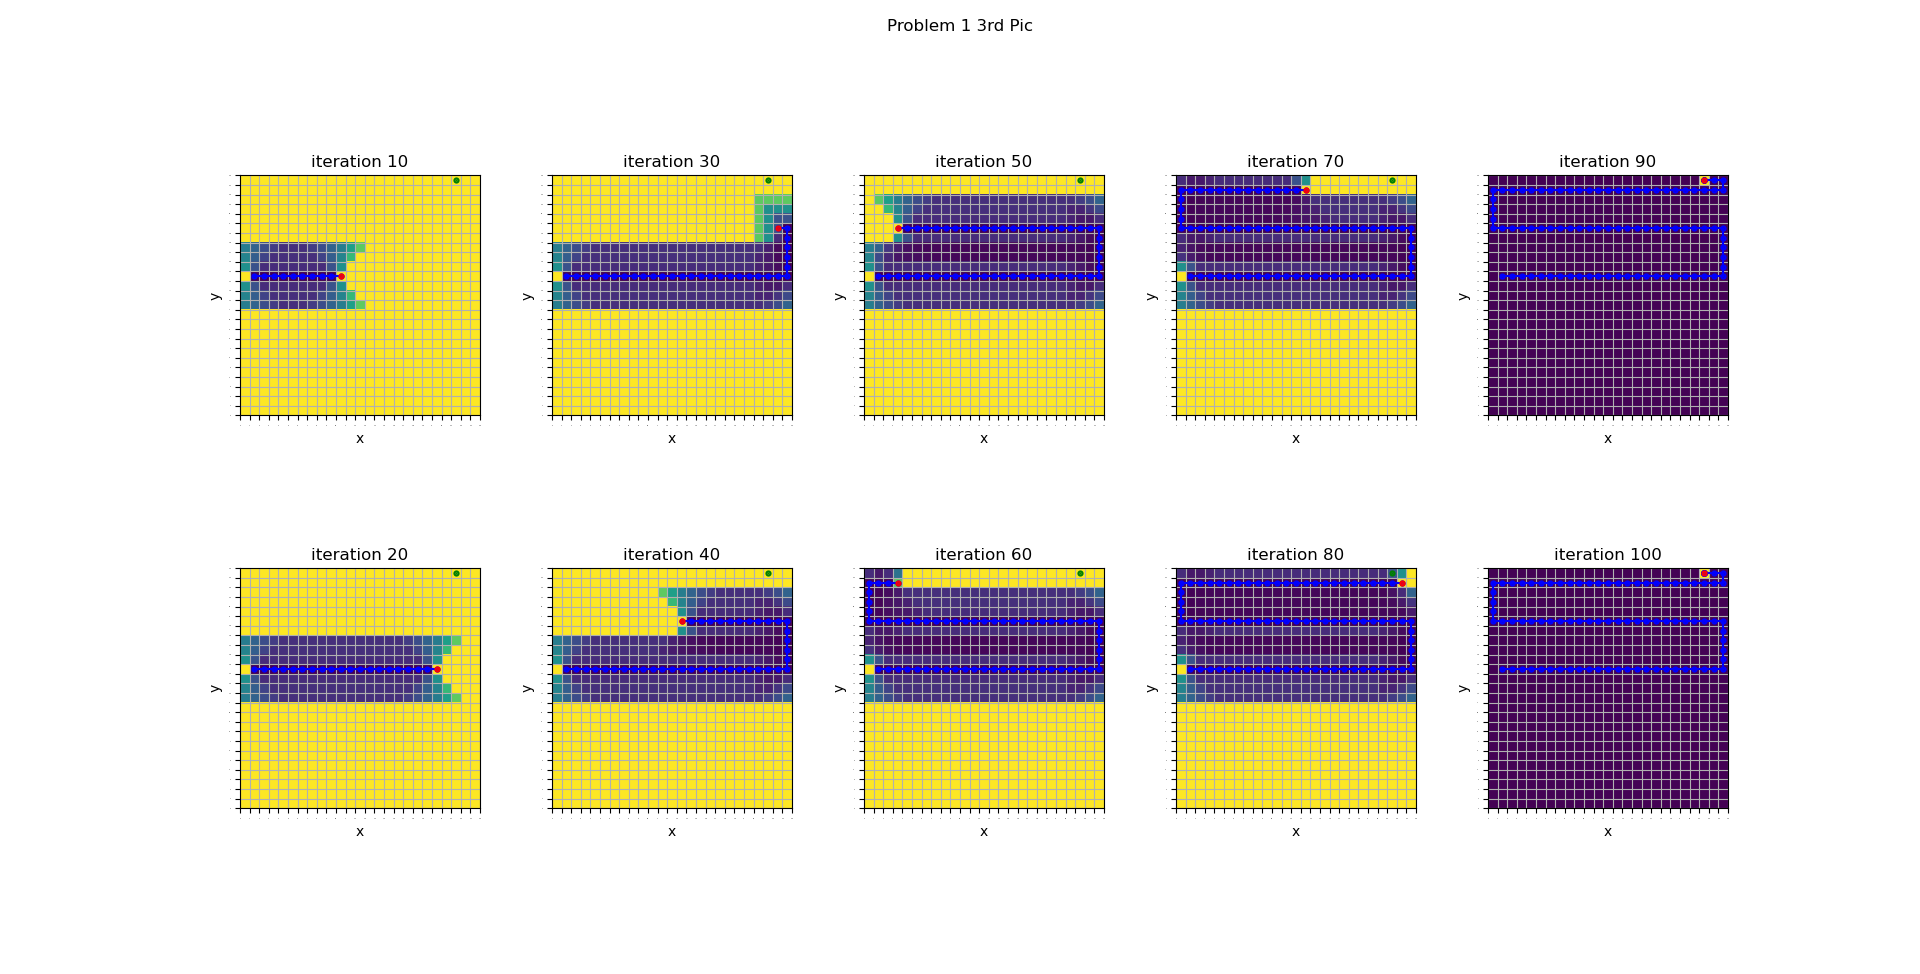 Problem 1 3rd Pic
iteration 10
iteration 30
iteration 50
iteration 70
iteration 90
y
y
y
y
y
x
x
x
x
x
iteration 20
iteration 40
iteration 60
iteration 80
iteration 100
y
y
y
y
y
x
x
x
x
x